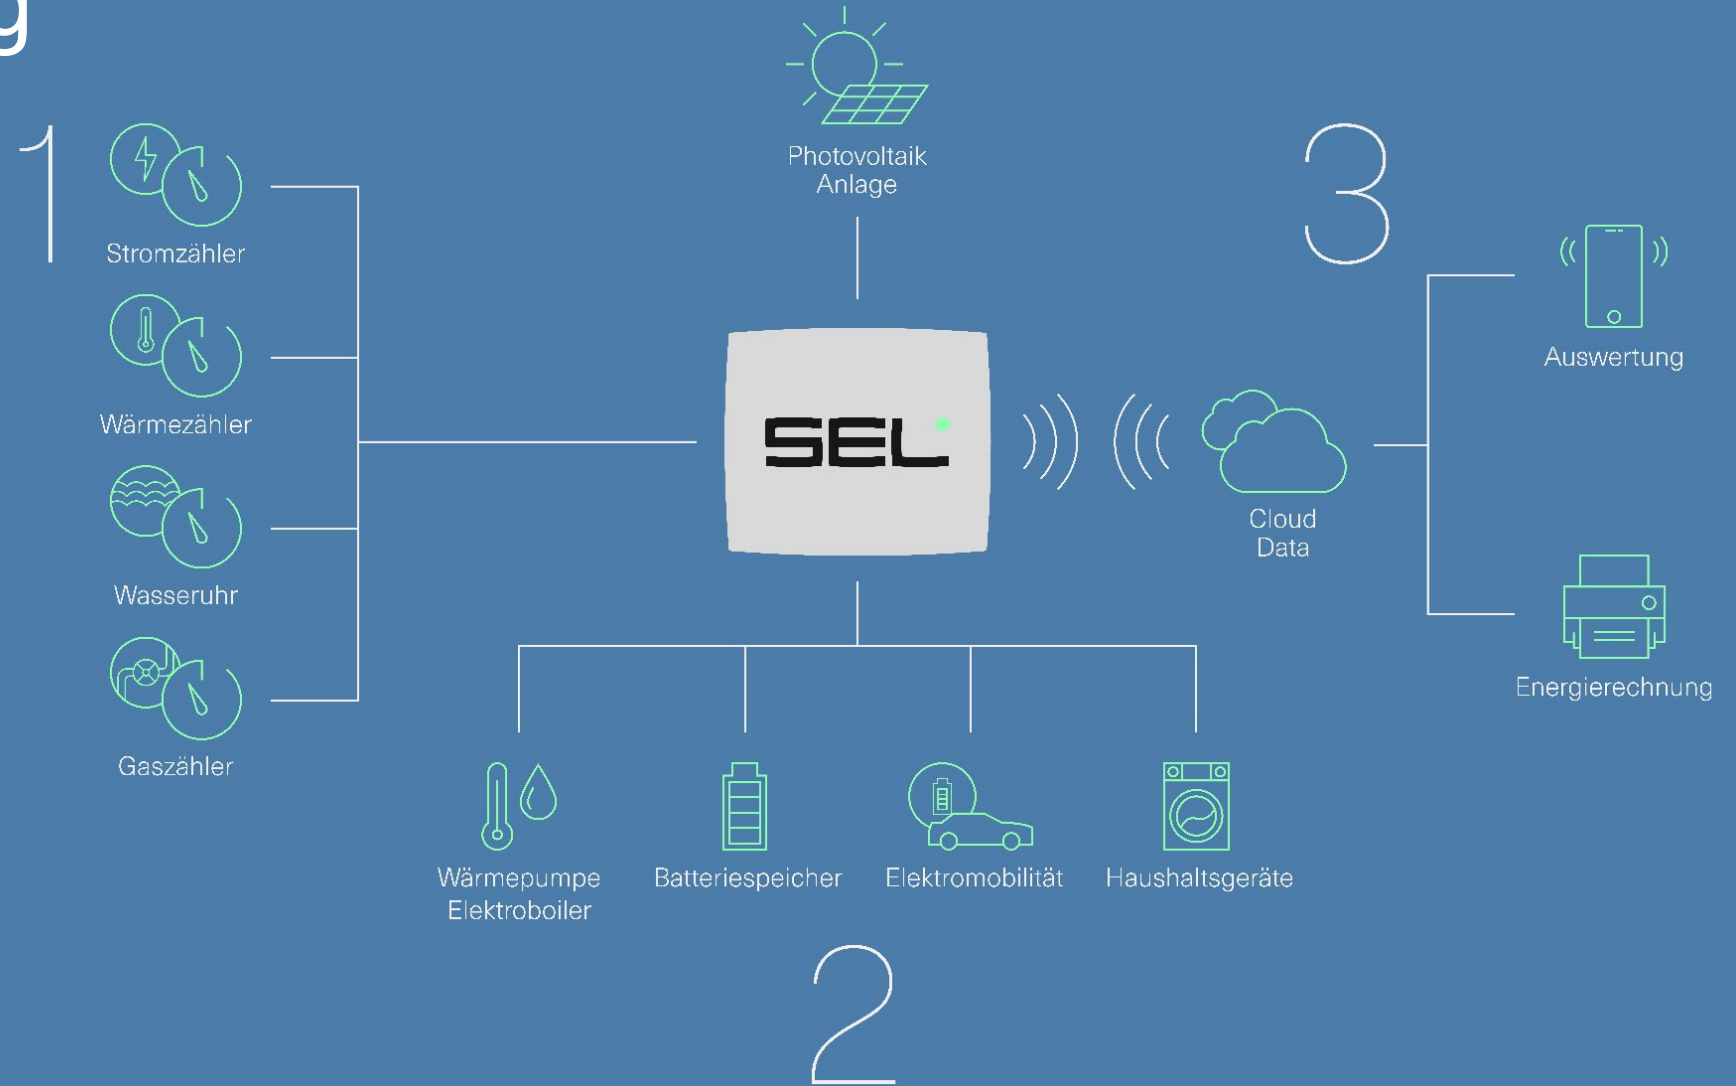 g
1
Stromzähler
Wärmezähler
Wasseruhr
Gaszähler
Photovoltaik
Anlage
SEL
Wärmepumpe
Elektroboiler
Batteriespeicher
Elektromobilität
Haushaltsgeräte
2
3
Cloud
Data
Auswertung
Energierechnung